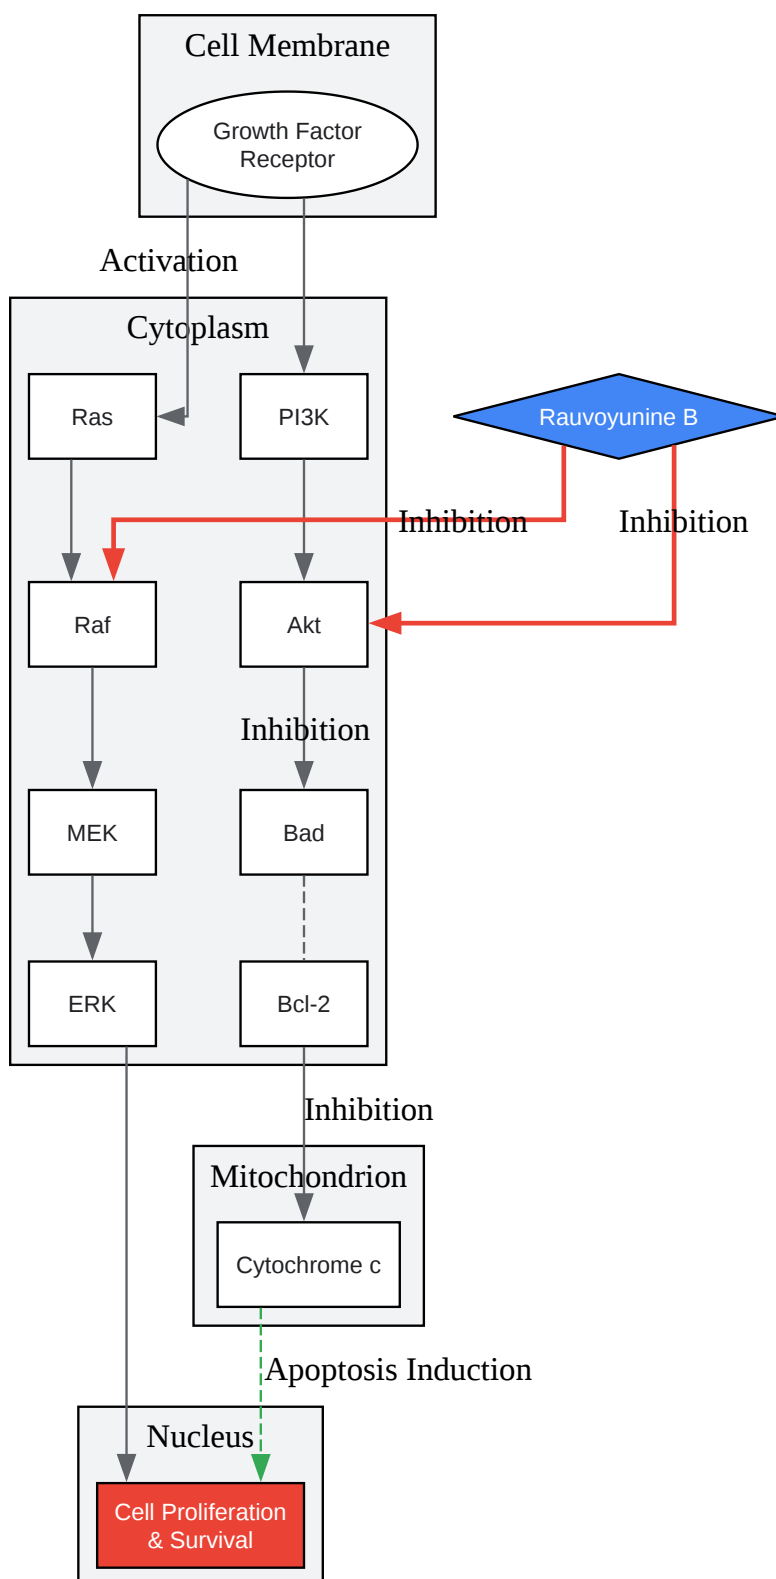 Cell Membrane
Growth Factor
Receptor
Activation
Cytoplasm
Ras
PI3K
Rauvoyunine B
Inhibition
Inhibition
Raf
Akt
Inhibition
MEK
Bad
ERK
Bcl-2
Inhibition
Mitochondrion
Cytochrome c
Apoptosis Induction
Nucleus
Cell Proliferation
& Survival